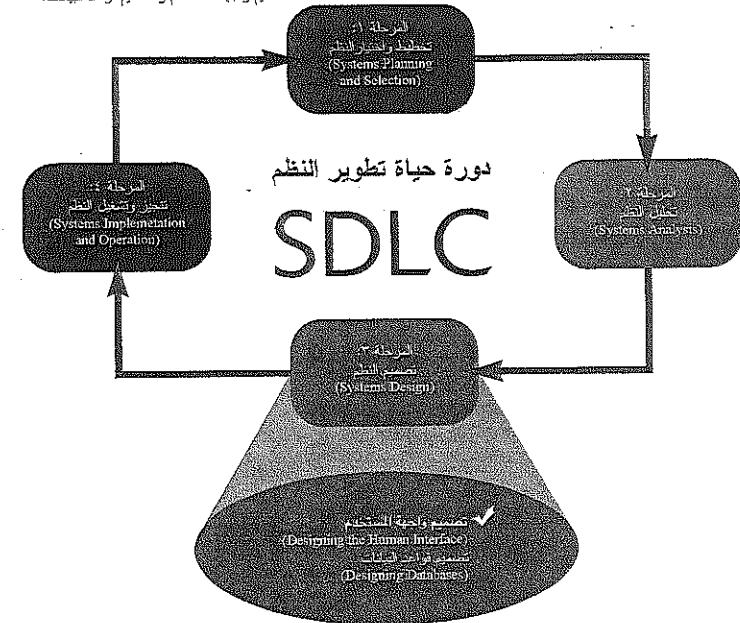 المرحلة ١:
تخطيط واختيار النظم
(Systems Planning
and Selection)
دورة حياة تطوير النظم
SDLC
المرحلة ٢:
تحليل النظم
(Systems Analysis)
المرحلة ٤:
تنفيذ وتشغيل النظم
(Systems Implemetation
and Operation)
المرحلة ٣:
تصميم النظم
(Systems Design)
تصميم واجهة المستخدم
(Designing the Human Interface)
تصميم قواعد البيانات
(Designing Databases)